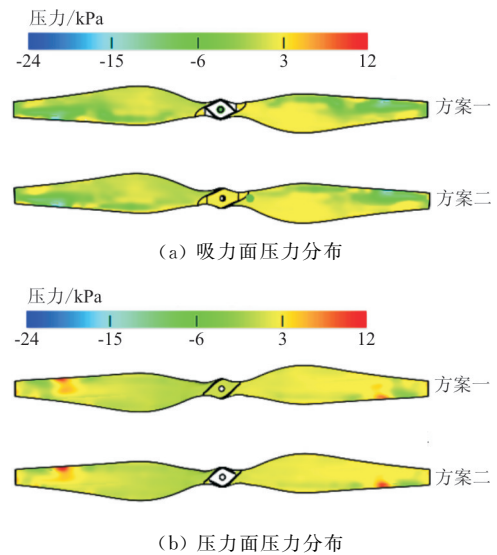 压力/kPa
-24 -15 -6 3 12
方案一
方案二
(a) 吸力面压力分布
压力/kPa
-24 -15 -6 3 12
方案一
方案二
(b) 压力面压力分布